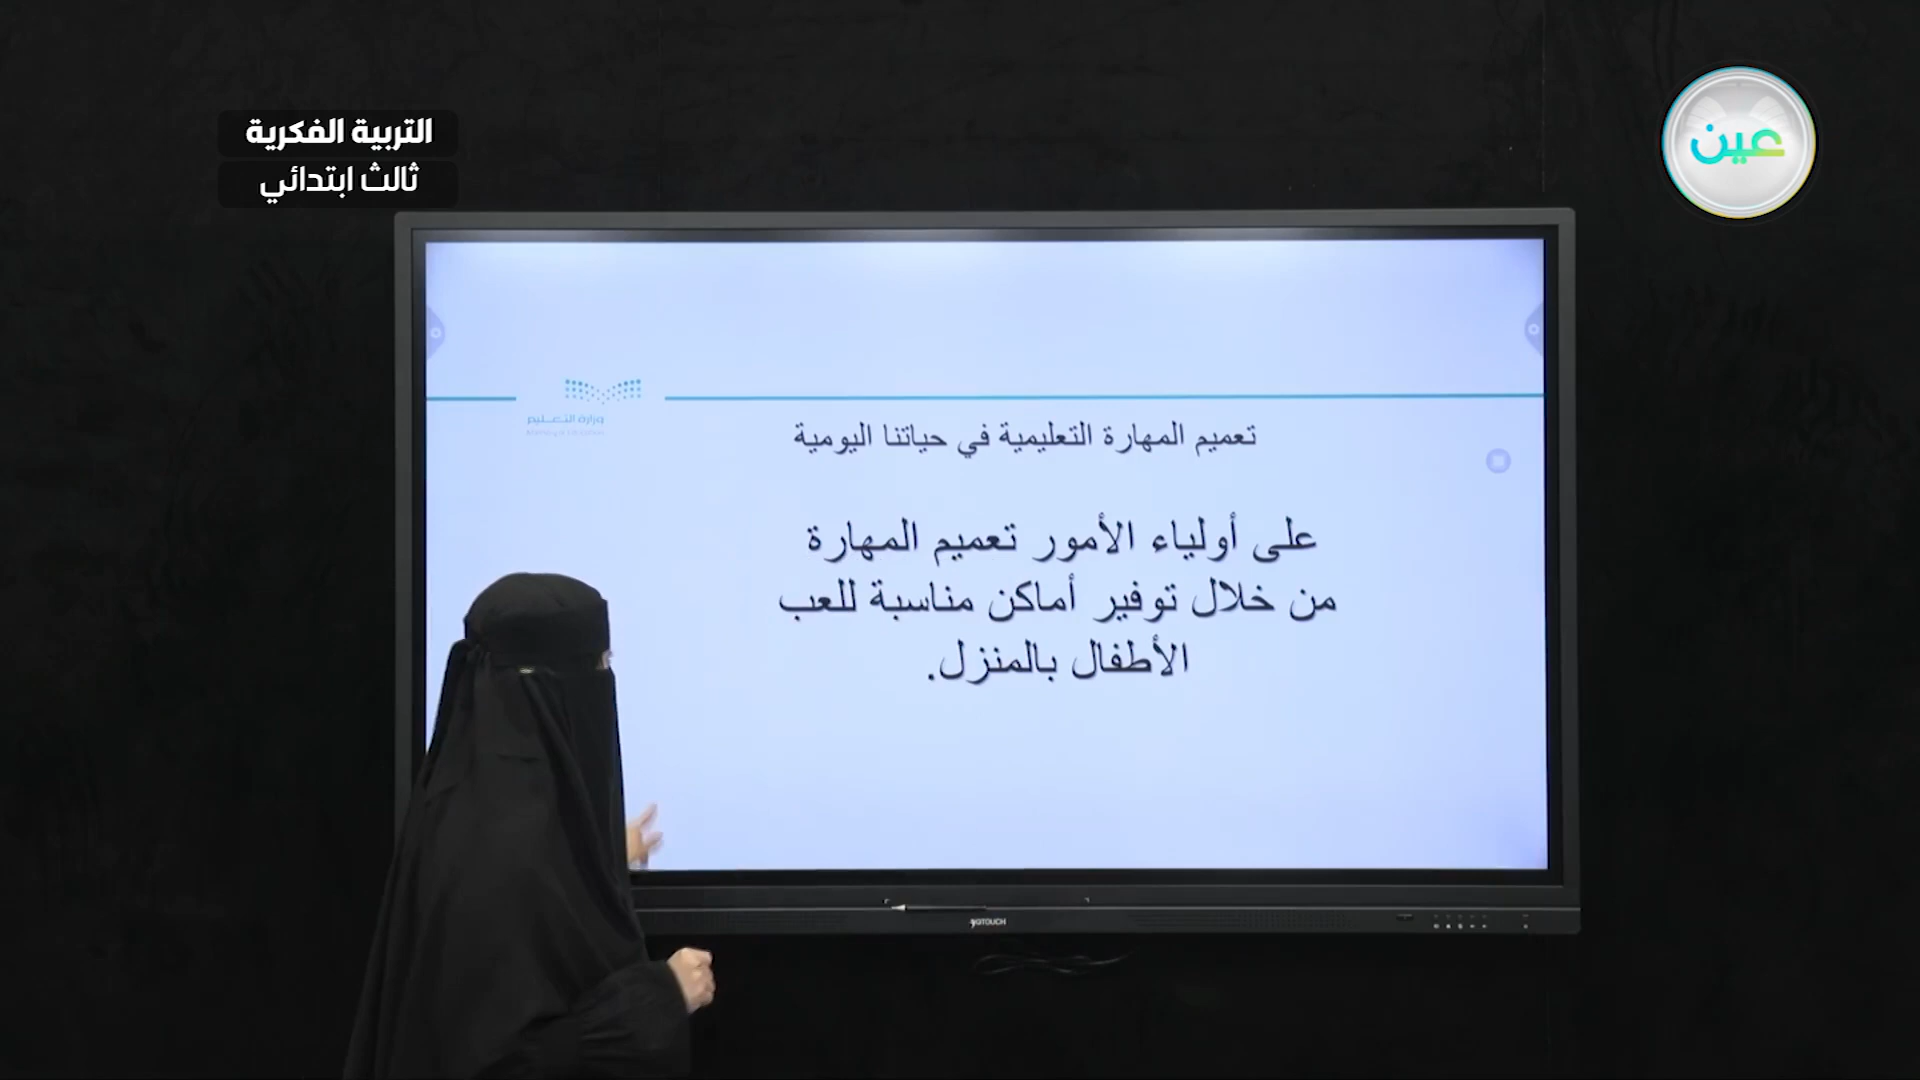 التربية الفكرية
ثالث ابتدائي
عين
وزارة التعليم
تعميم المهارة التعليمية في حياتنا اليومية
على أولياء الأمور تعميم المهارة
من خلال توفير أماكن مناسبة للعب
الأطفال بالمنزل.